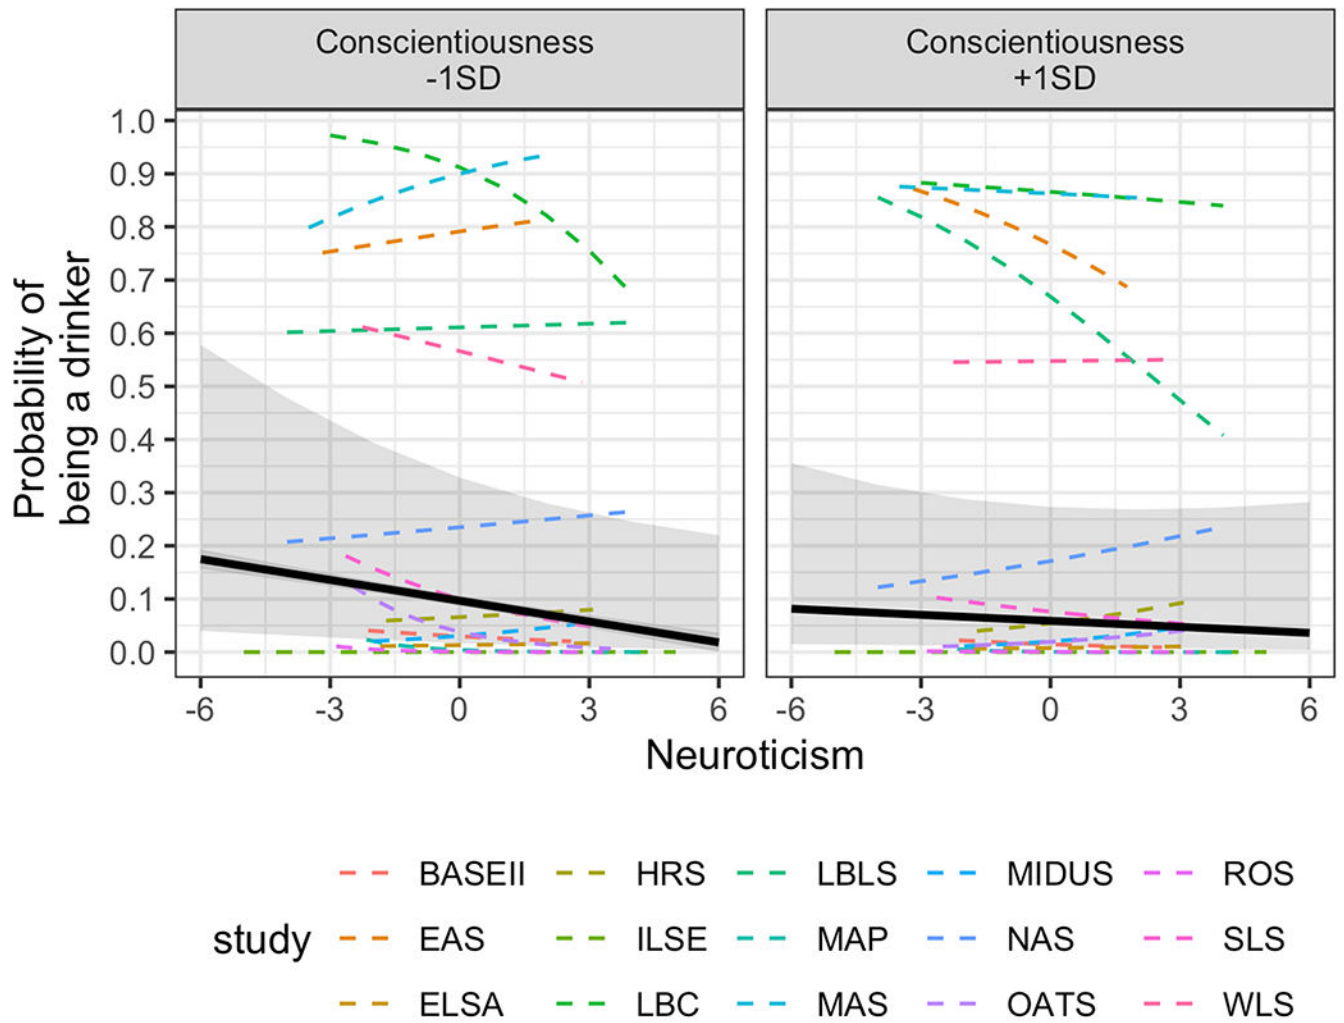 Conscientiousness
-1SD
Conscientiousness
+1SD
Probability of
being a drinker
1.0
0.9
0.8
0.7
0.6
0.5
0.4
0.3
0.2
0.1
0.0
-6 -3 0 3 6
-6 -3 0 3 6
Neuroticism
study
BASEII HRS LBLS MIDUS ROS
EAS ILSE MAP NAS SLS
ELSA LBC MAS OATS WLS